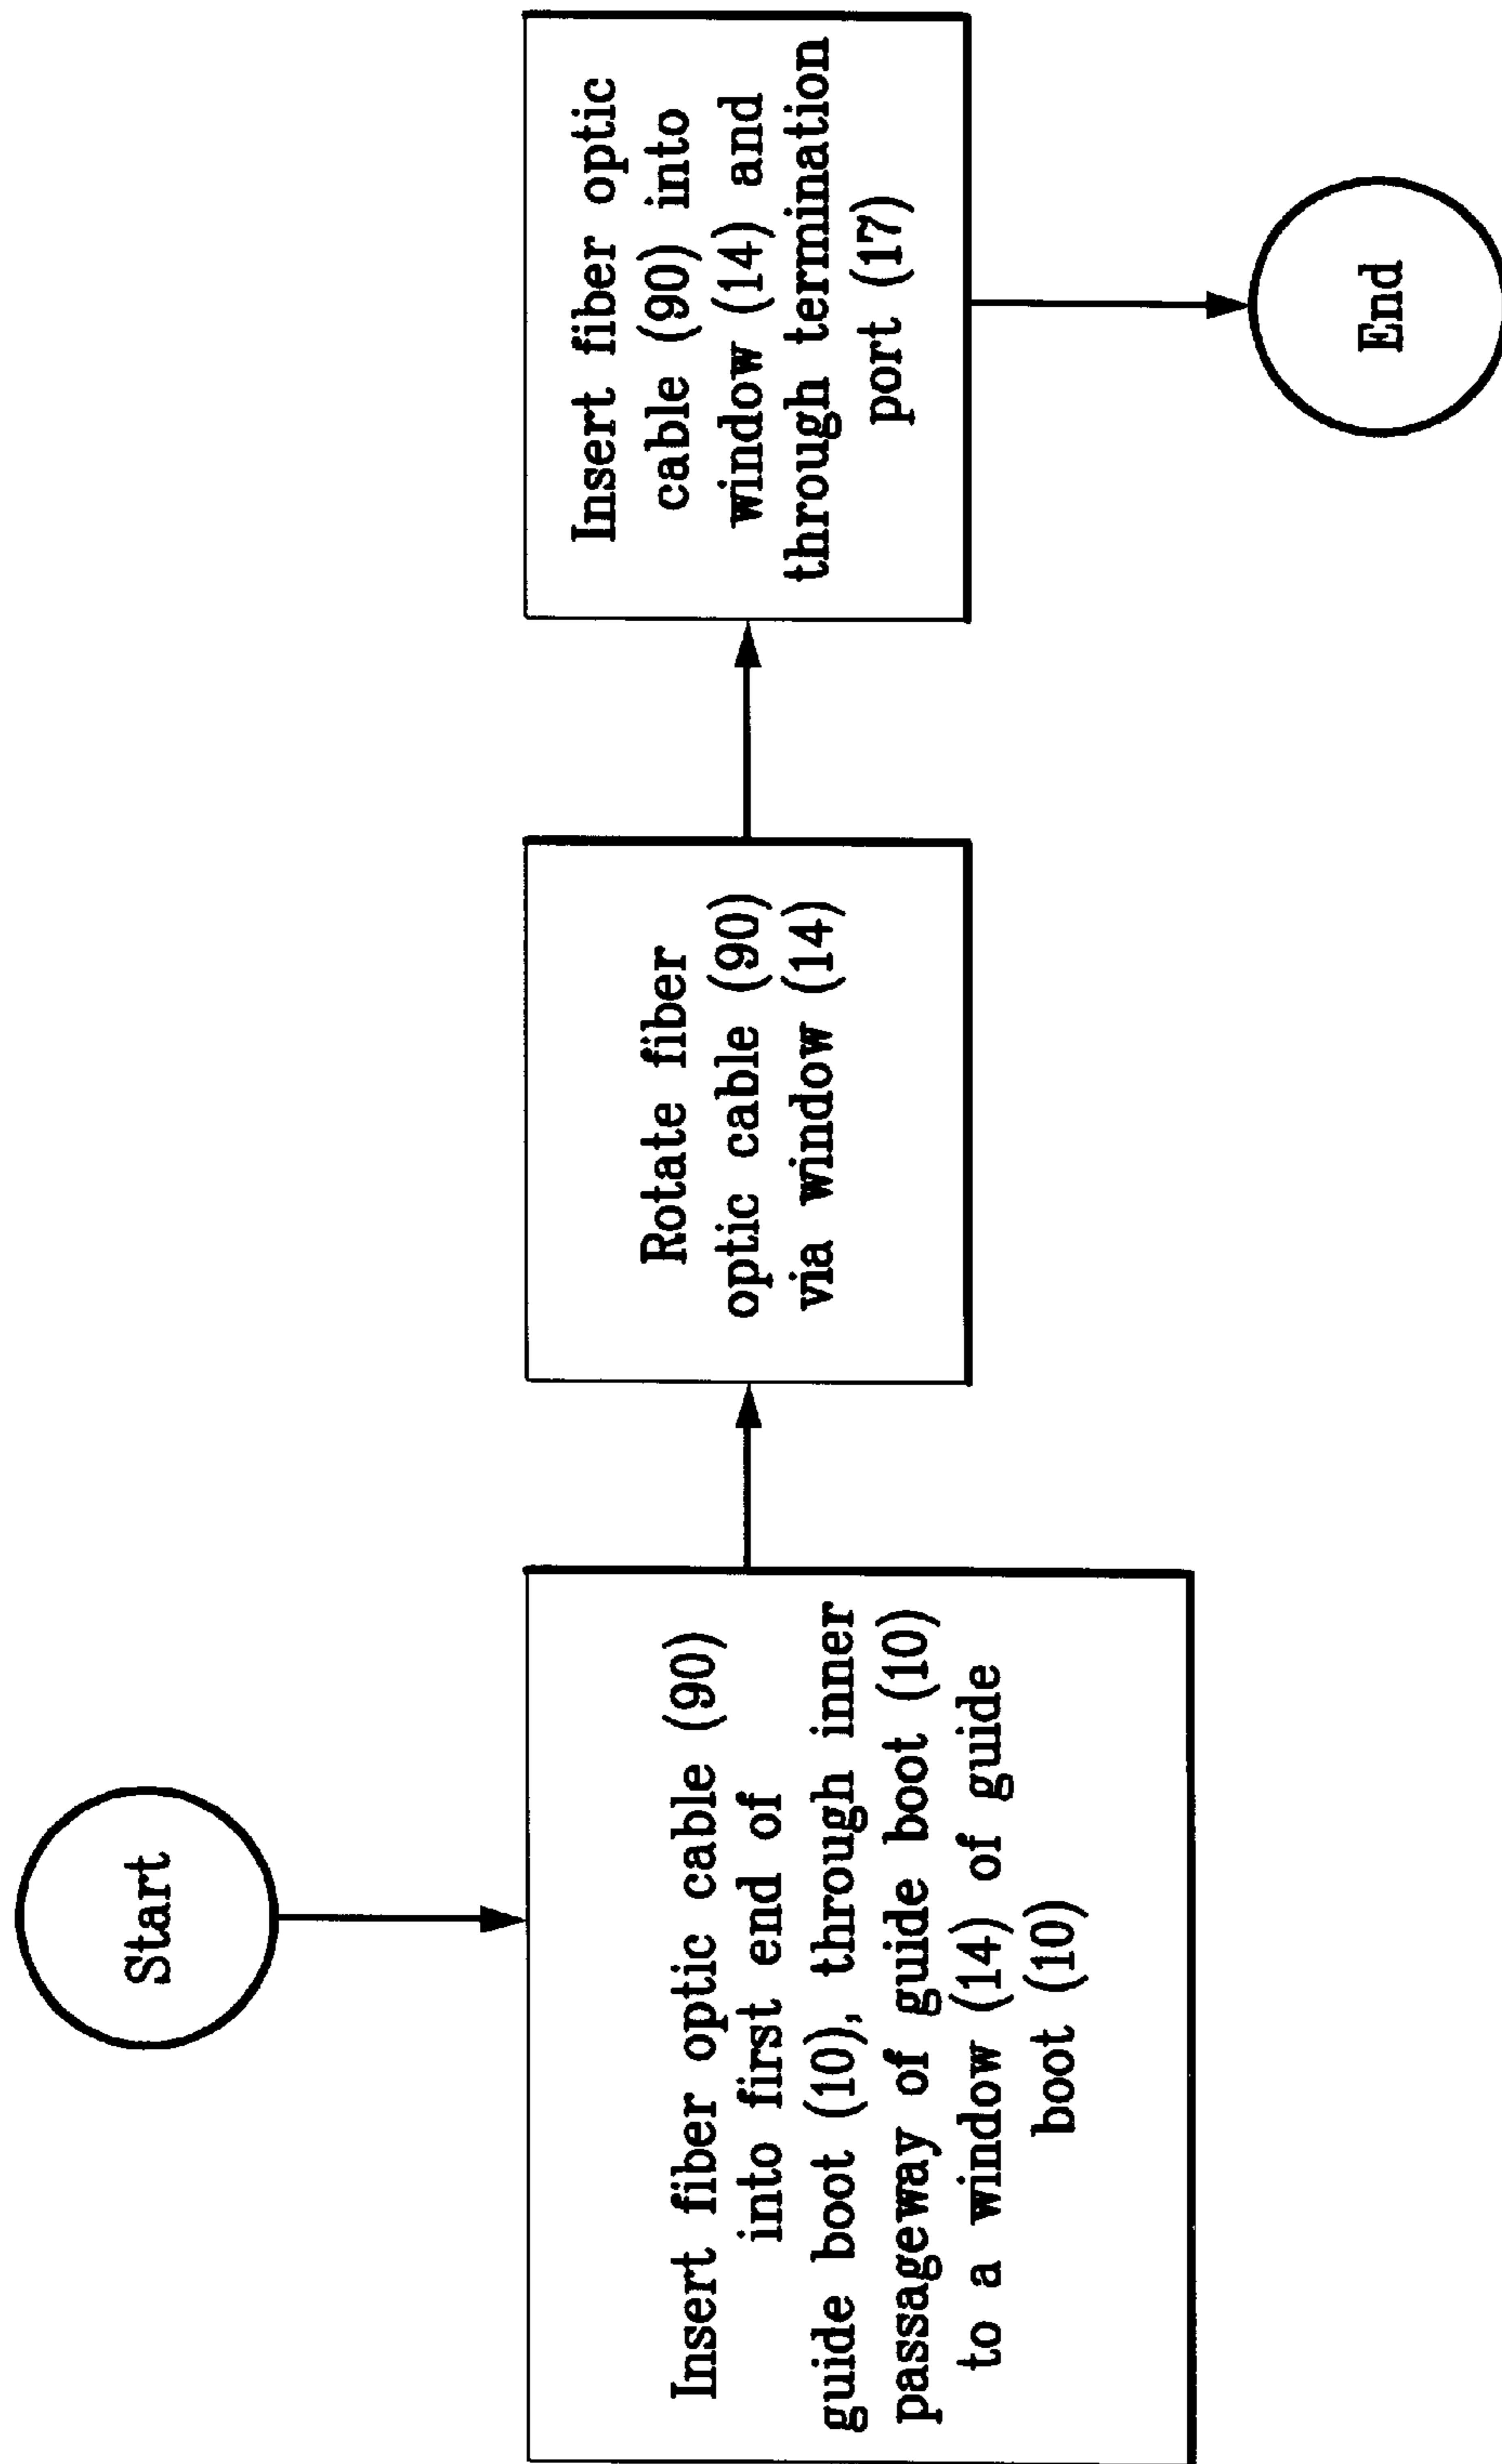 Start
Insert fiber optic cable (90)
into first end of
guide boot (10), through inner
passageway of guide boot (10)
to a window (14) of guide
boot (10)
Rotate fiber
optic cable (90)
via window (14)
Insert fiber optic
cable (90) into
window (14) and
through termination
port (17)
End